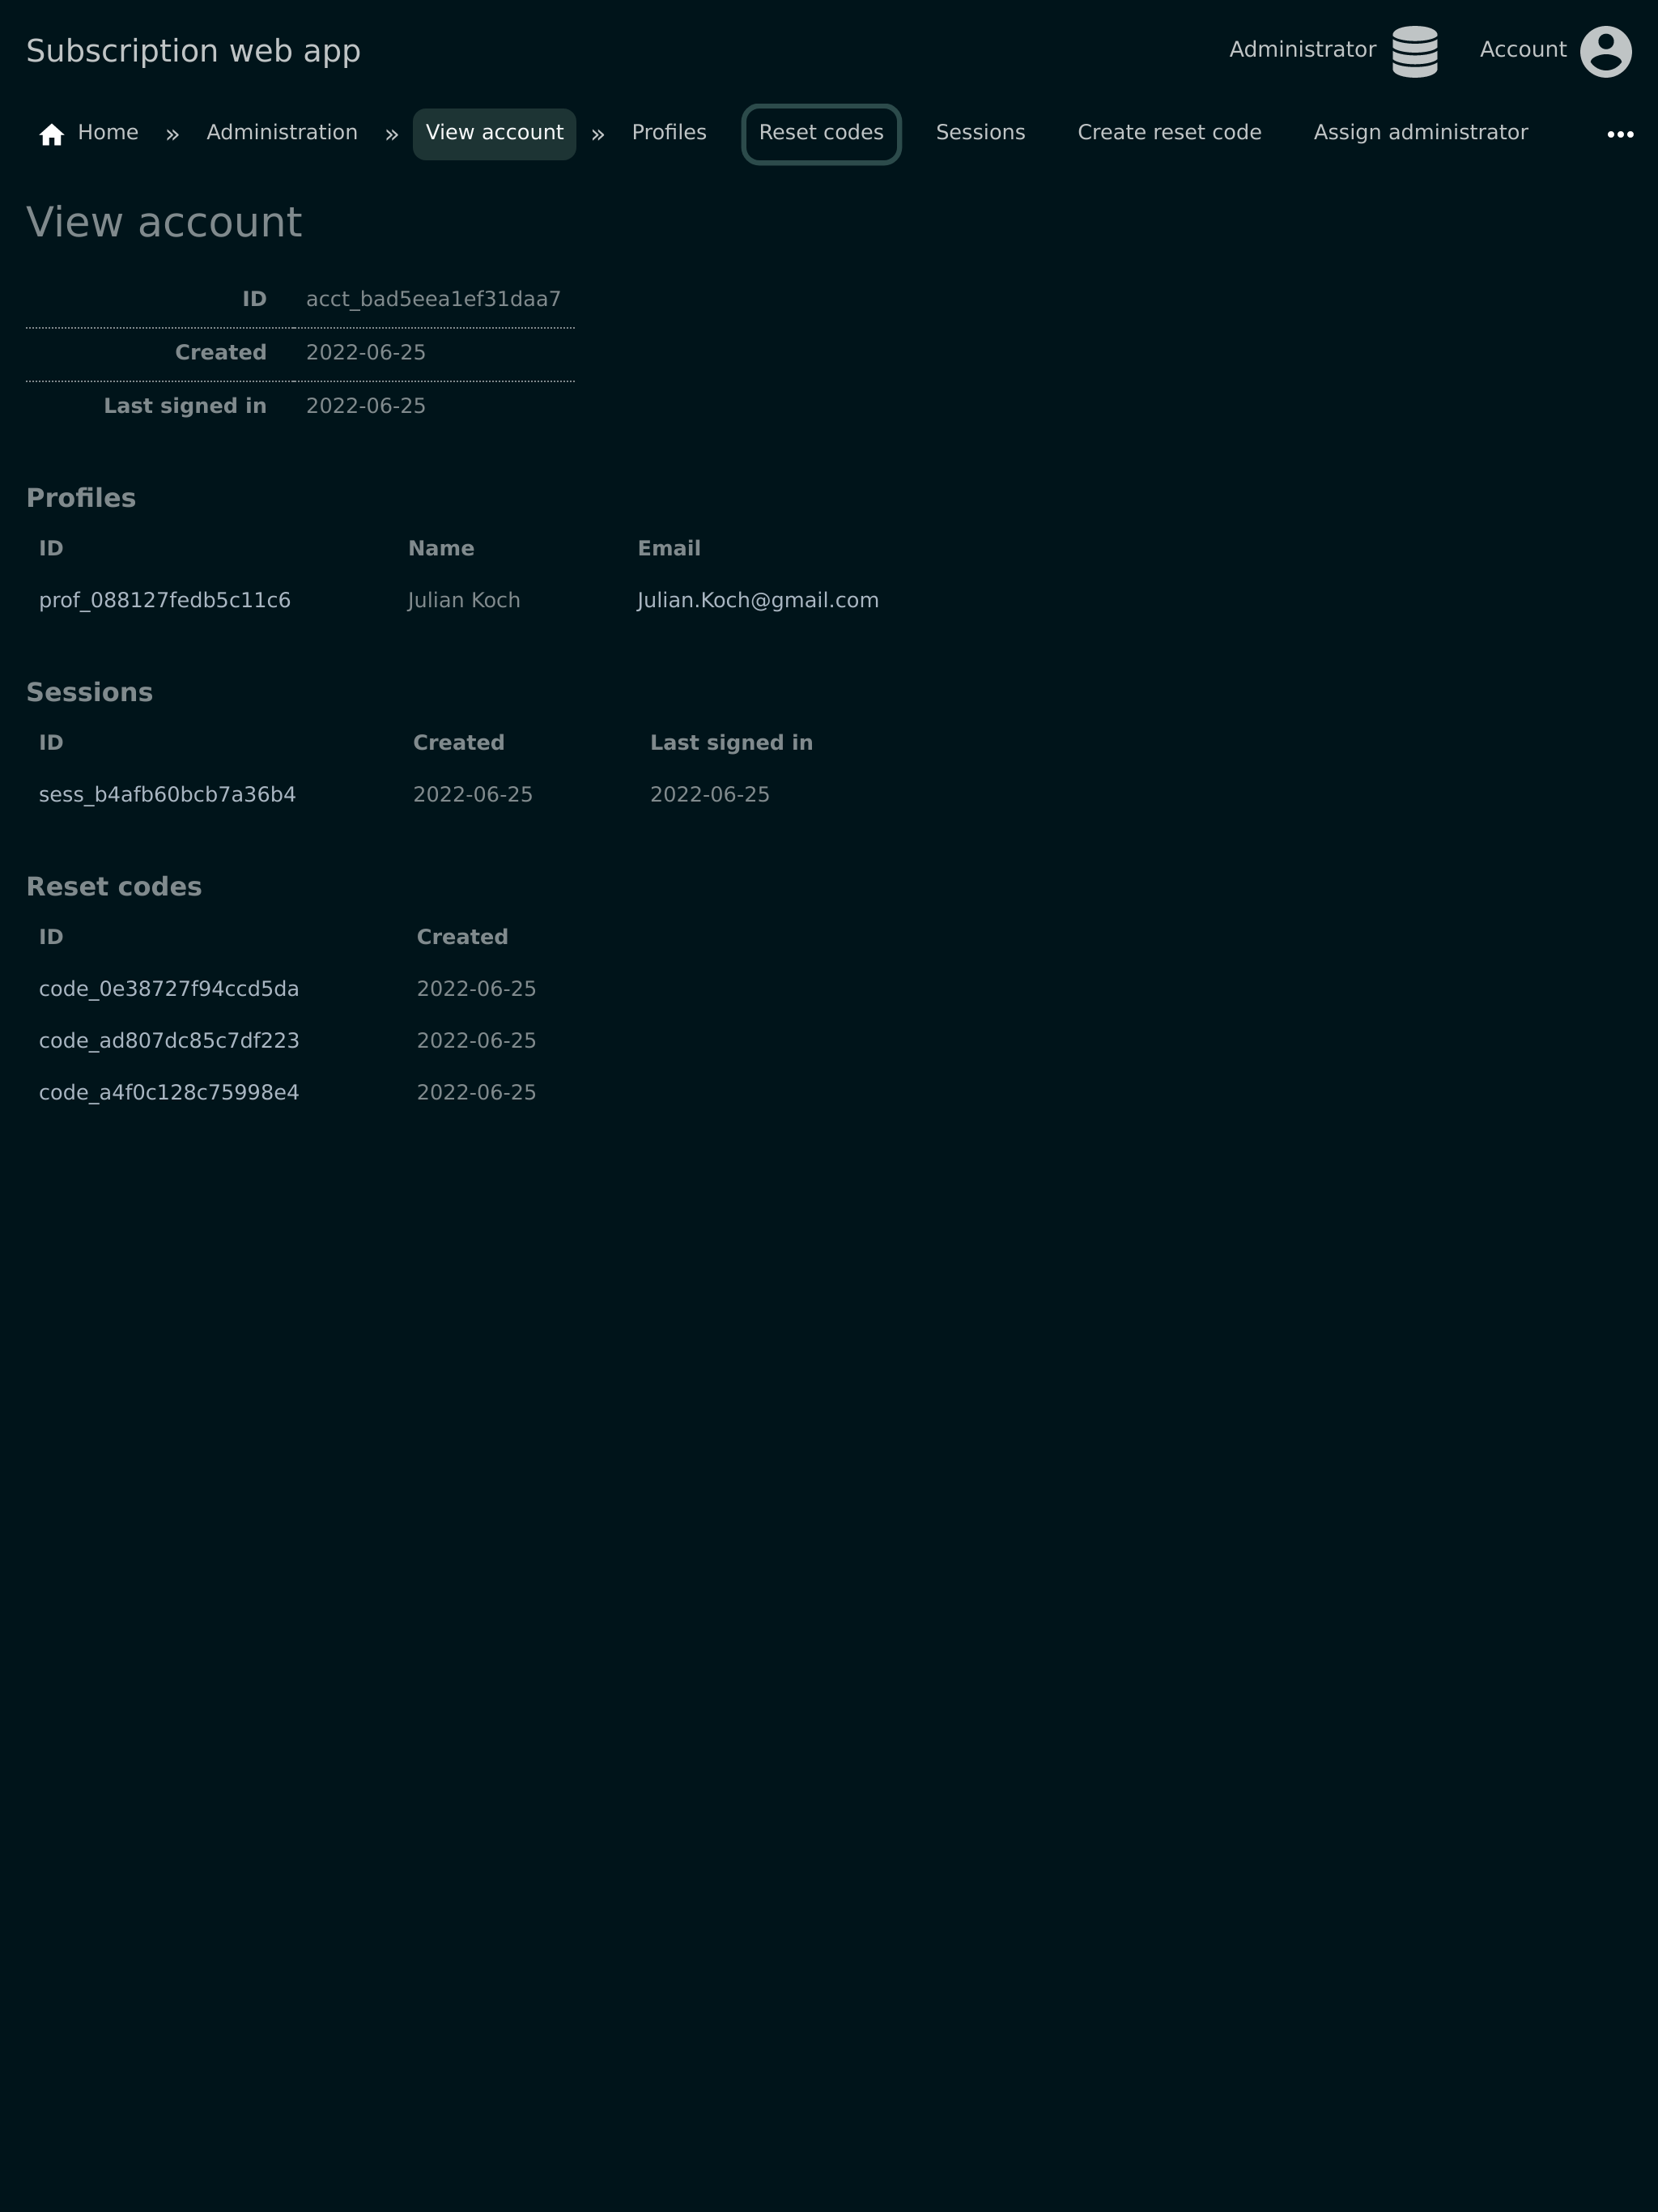 Subscription web app Administrator Account
Home » Administration » View account » Profiles Reset codes Sessions Create reset code Assign administrator •••
View account
ID acct_bad5eea1ef31daa7
Created 2022-06-25
Last signed in 2022-06-25
Profiles
ID Name Email
prof_088127fedb5c11c6 Julian Koch Julian.Koch@gmail.com
Sessions
ID Created Last signed in
sess_b4afb60bcb7a36b4 2022-06-25 2022-06-25
Reset codes
ID Created
code_0e38727f94ccd5da 2022-06-25
code_ad807dc85c7df223 2022-06-25
code_a4f0c128c75998e4 2022-06-25